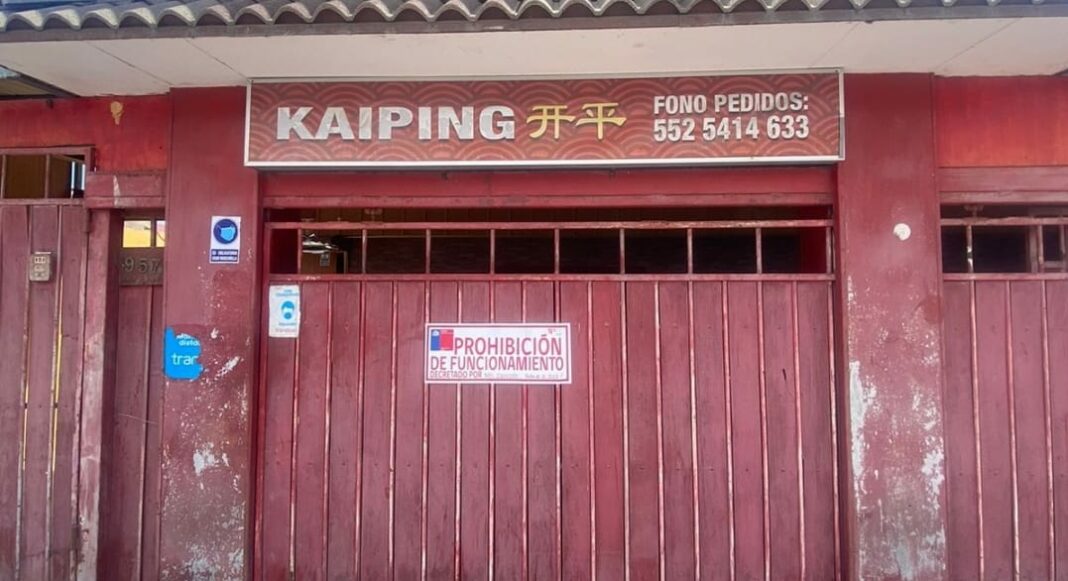 KAIPING 开平
FONO PEDIDOS:
552 5414 633
PROHIBICIÓN
DE FUNCIONAMIENTO
DECRETADO POR